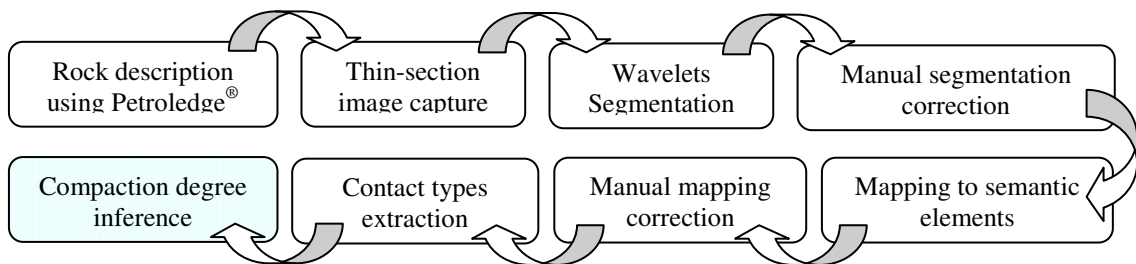 Rock description
using Petroledge®
Thin-section
image capture
Wavelets
Segmentation
Manual segmentation
correction
Mapping to semantic
elements
Manual mapping
correction
Contact types
extraction
Compaction degree
inference